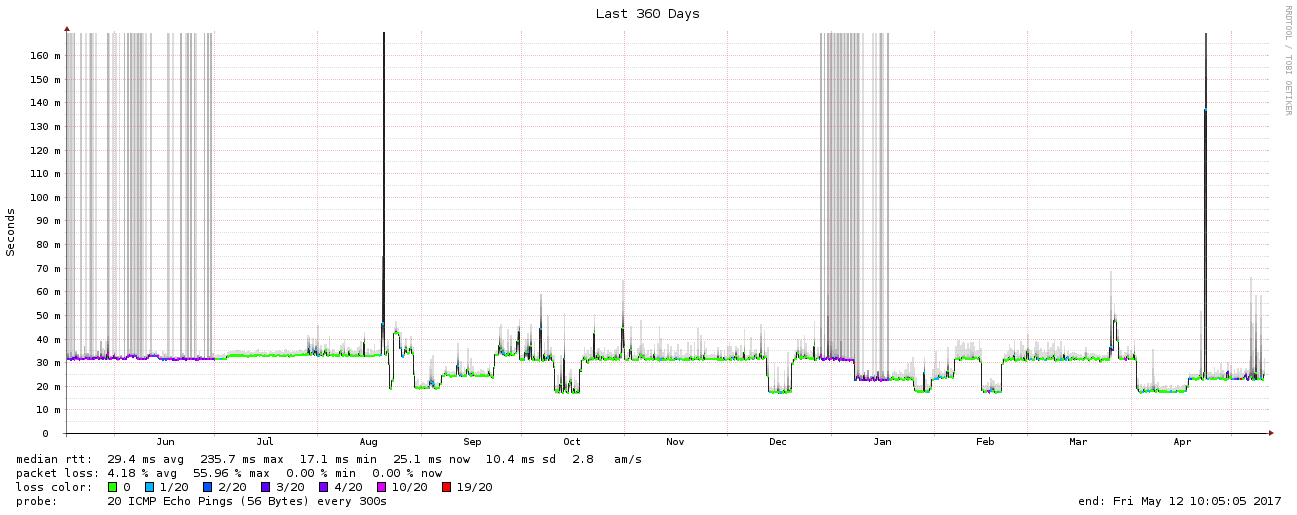 Last 360 Days
RRDTOOL / TOBI OETIKER
Seconds
160 m
150 m
140 m
130 m
120 m
110 m
100 m
90 m
80 m
70 m
60 m
50 m
40 m
30 m
20 m
10 m
0
Jun Jul Aug Sep Oct Nov Dec Jan Feb Mar Apr
median rtt: 29.4 ms avg 235.7 ms max 17.1 ms min 25.1 ms now 10.4 ms sd 2.8 am/s
packet loss: 4.18 % avg 55.96 % max 0.00 % min 0.00 % now
loss color: 0 1/20 2/20 3/20 4/20 10/20 19/20
probe: 20 ICMP Echo Pings (56 Bytes) every 300s end: Fri May 12 10:05:05 2017